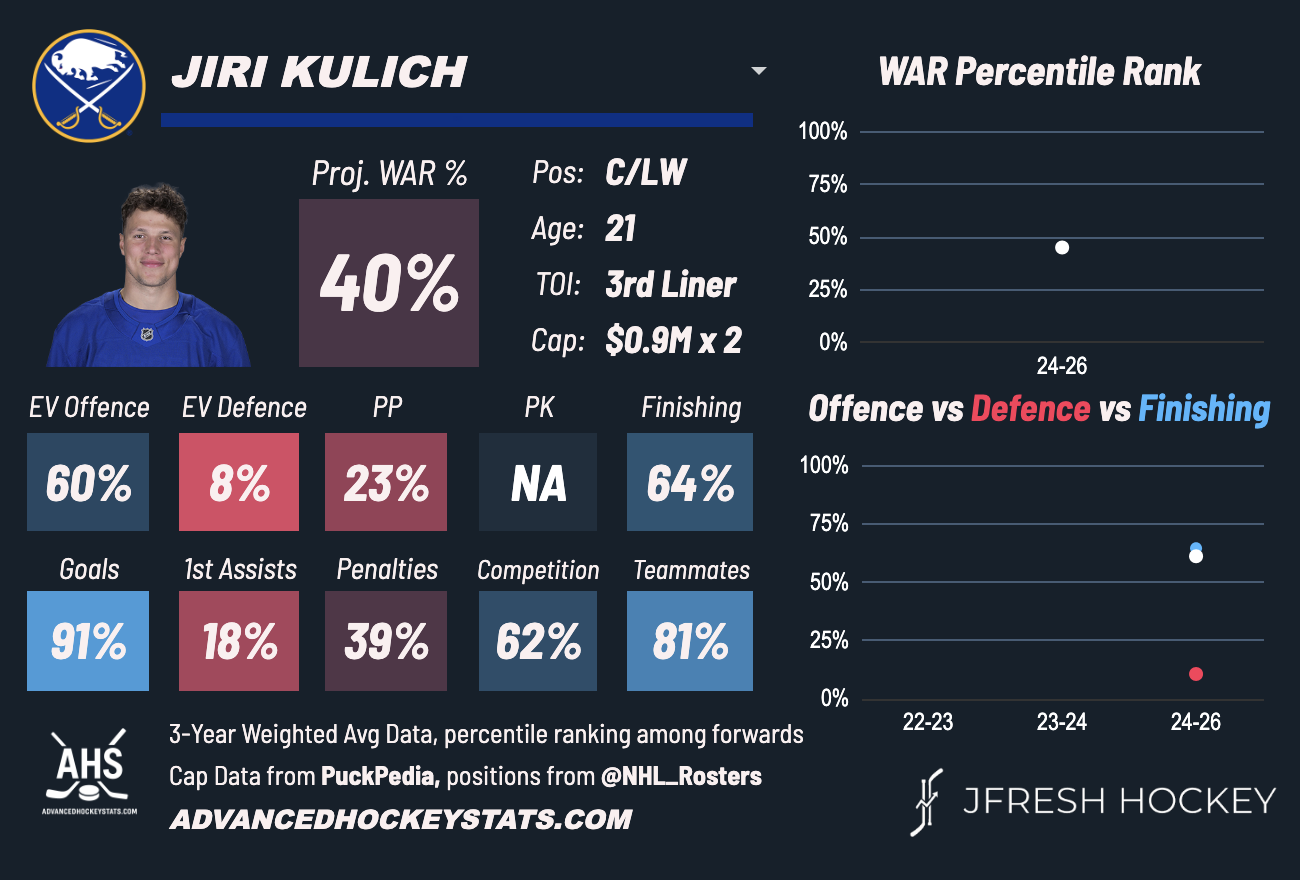 JIRI KULICH
Proj. WAR %
40%
Pos: C/LW
Age: 21
TOI: 3rd Liner
Cap: $0.9M x 2
EV Offence EV Defence PP PK Finishing
60% 8% 23% NA 64%
Goals 1st Assists Penalties Competition Teammates
91% 18% 39% 62% 81%
AHS
ADVANCEDHOCKEYSTATS.COM
3-Year Weighted Avg Data, percentile ranking among forwards
Cap Data from PuckPedia, positions from @NHL_Rosters
ADVANCEDHOCKEYSTATS.COM
WAR Percentile Rank
100%
75%
50%
25%
0%
24-26
Offence vs Defence vs Finishing
100%
75%
50%
25%
0%
22-23 23-24 24-26
JFRESH HOCKEY